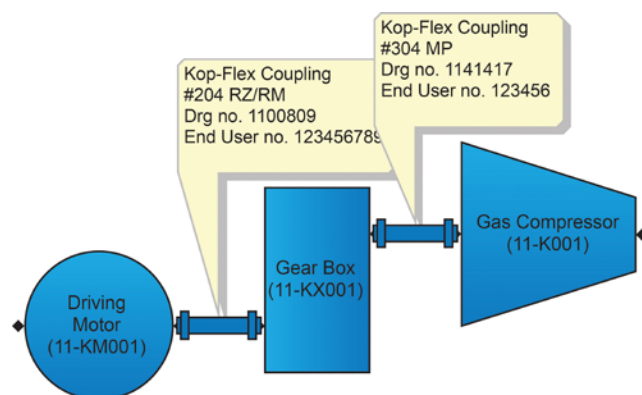 Kop-Flex Coupling
#304 MP
Drg no. 1141417
End User no. 123456
Kop-Flex Coupling
#204 RZ/RM
Drg no. 1100809
End User no. 123456789
Gas Compressor
(11-K001)
Gear Box
(11-KX001)
Driving
Motor
(11-KM001)